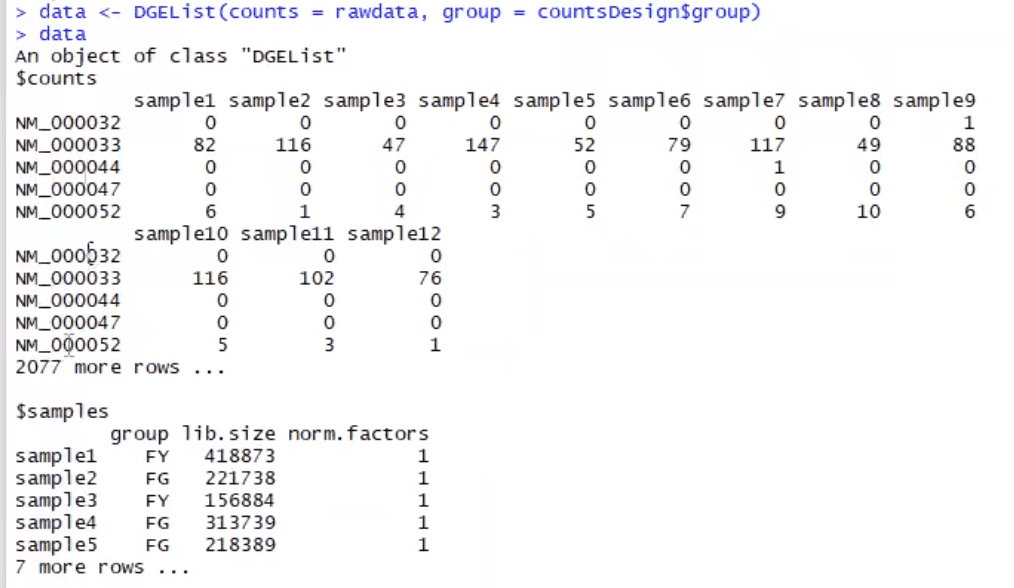 > data <- DGEList(counts = rawdata, group = countsDesign$group)
> data
An object of class "DGEList"
$counts
sample1 sample2 sample3 sample4 sample5 sample6 sample7 sample8 sample9
NM_000032 0 0 0 0 0 0 0 0 1
NM_000033 82 116 47 147 52 79 117 49 88
NM_000044 0 0 0 0 0 0 1 0 0
NM_000047 0 0 0 0 0 0 0 0 0
NM_000052 6 1 4 3 5 7 9 10 6
sample10 sample11 sample12
NM_000032 0 0 0
NM_000033 116 102 76
NM_000044 0 0 0
NM_000047 0 0 0
NM_000052 5 3 1
2077 more rows ...
$samples
group lib.size norm.factors
sample1 FY 418873 1
sample2 FG 221738 1
sample3 FY 156884 1
sample4 FG 313739 1
sample5 FG 218389 1
7 more rows ...